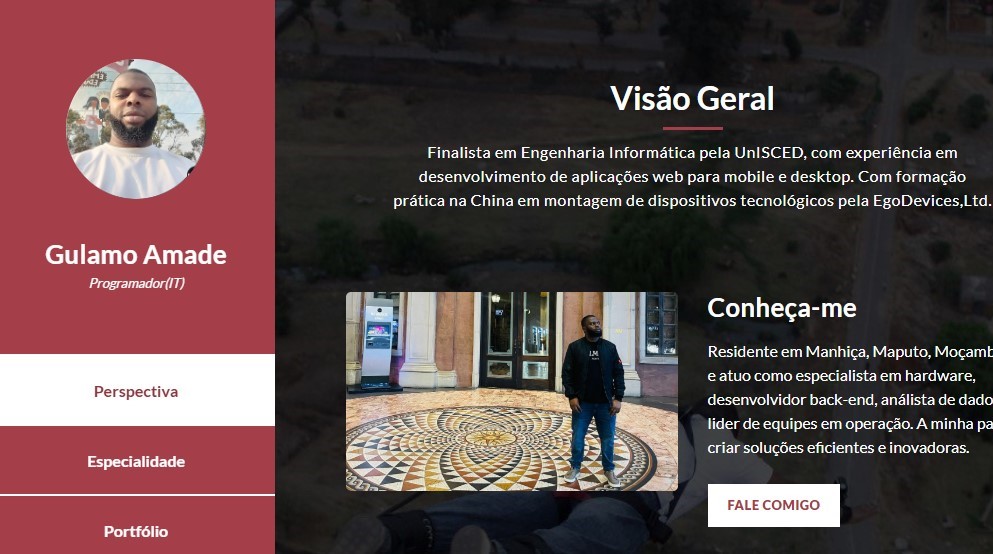 Gulamo Amade
Programador(IT)
Perspectiva
Especialidade
Portfólio
Visão Geral
Finalista em Engenharia Informática pela UnISCED, com experiência em
desenvolvimento de aplicações web para mobile e desktop. Com formação
prática na China em montagem de dispositivos tecnológicos pela EgoDevices,Ltd.
Conheça-me
Residente em Manhiça, Maputo, Moçamb
e atuo como especialista em hardware,
desenvolvidor back-end, análista de dado
lider de equipes em operação. A minha pa
criar soluções eficientes e inovadoras.
FALE COMIGO